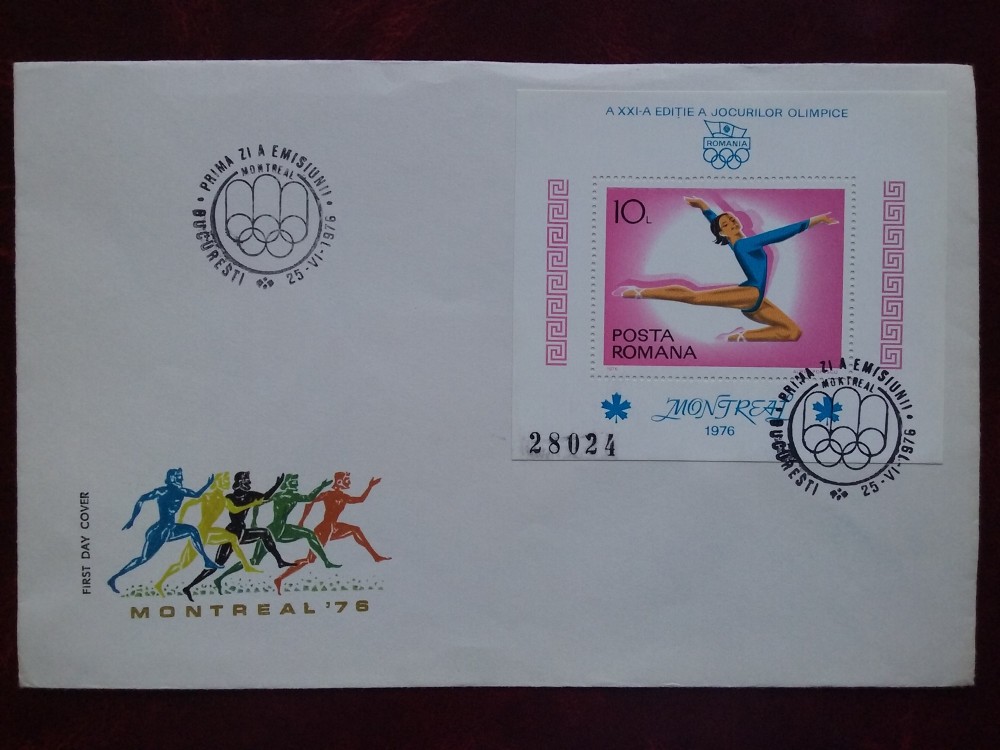 PRIMA ZI A EMISIUNII
MONTREAL
BUCUREȘTI
25-VI-1976
A XXI-A EDIȚIE A JOCURILOR OLIMPICE
ROMANIA
10L
POSTA
ROMANA
MONTREAL
1976
28024
PRIMA ZI A EMISIUNII
MONTREAL
BUCUREȘTI
25-VI-1976
FIRST DAY COVER
MONTREAL '76